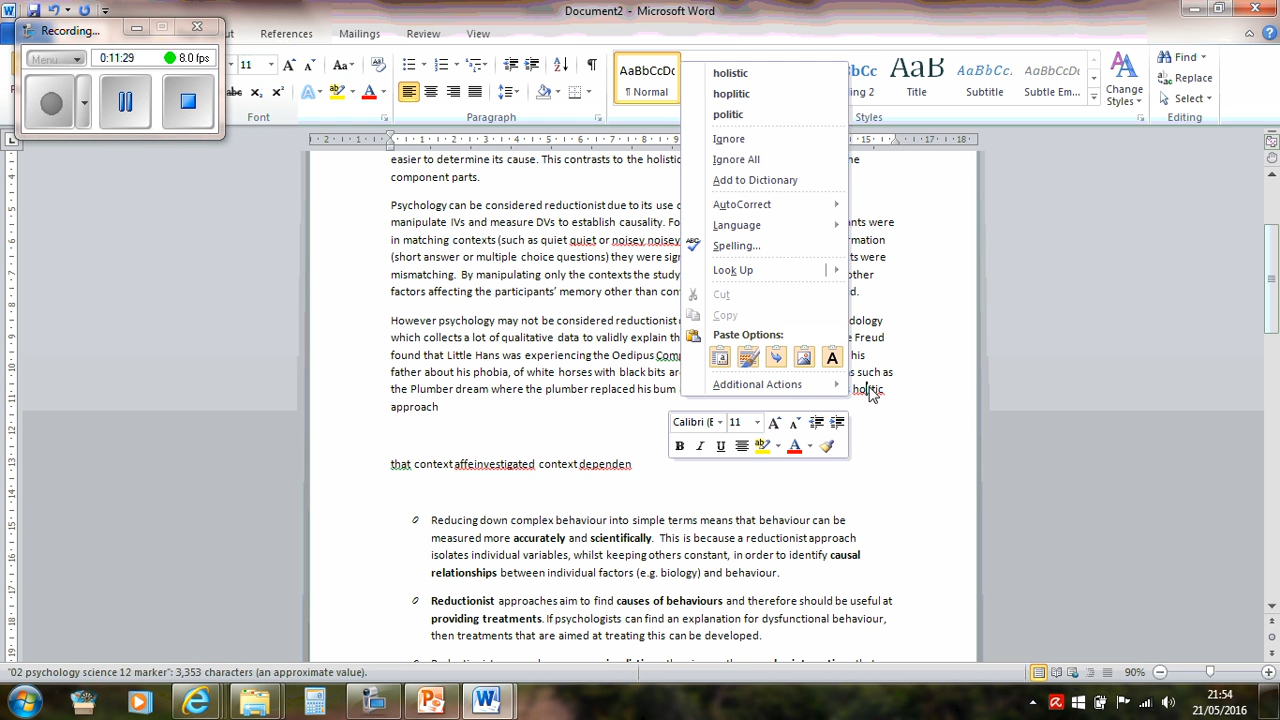 Document2 - Microsoft Word
Recording...
Menu
0:11:29
8.0 fps
References
Mailings
Review
View
11
Aa
AaBbCcDc
¶ Normal
Cc
ing 2
AaB
Title
AaBbCc.
Subtitle
AaBbCcDc
Subtle Em...
Change
Styles
Find
Replace
Select
Font
Paragraph
Styles
Editing
holistic
hoplitic
politic
Ignore
Ignore All
Add to Dictionary
AutoCorrect
Language
Spelling...
Look Up
Cut
Copy
Paste Options:
Additional Actions
Calibri (E
11
B I U A
easier to determine its cause. This contrasts to the holistic
component parts.
Psychology can be considered reductionist due to its use
manipulate IVs and measure DVs to establish causality. Fo ants were
in matching contexts (such as quiet quiet or noisey noisey rmation
(short answer or multiple choice questions) they were sig ts were
mismatching. By manipulating only the contexts the study other
factors affecting the participants' memory other than con d.
However psychology may not be considered reductionist dology
which collects a lot of qualitative data to validly explain th e Freud
found that Little Hans was experiencing the Oedipus Comp his
father about his phobia, of white horses with black bits ar s such as
the Plumber dream where the plumber replaced his bum holitic
approach
that context affeinvestigated context dependen
Reducing down complex behaviour into simple terms means that behaviour can be
measured more accurately and scientifically. This is because a reductionist approach
isolates individual variables, whilst keeping others constant, in order to identify causal
relationships between individual factors (e.g. biology) and behaviour.
Reductionist approaches aim to find causes of behaviours and therefore should be useful at
providing treatments. If psychologists can find an explanation for dysfunctional behaviour,
then treatments that are aimed at treating this can be developed.
"02 psychology science 12 marker": 3,353 characters (an approximate value).
90%
21:54
21/05/2016